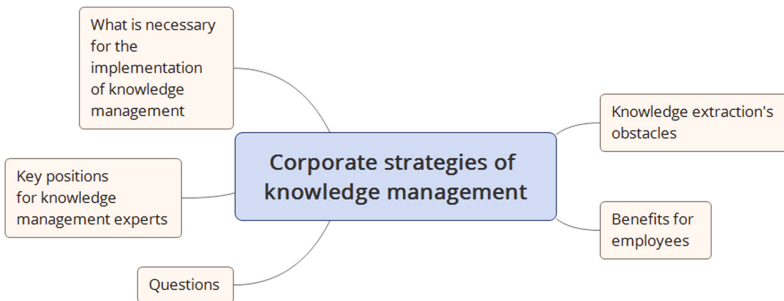 What is necessary
for the
implementation
of knowledge
management
Key positions
for knowledge
management experts
Questions
Corporate strategies of
knowledge management
Knowledge extraction's
obstacles
Benefits for
employees